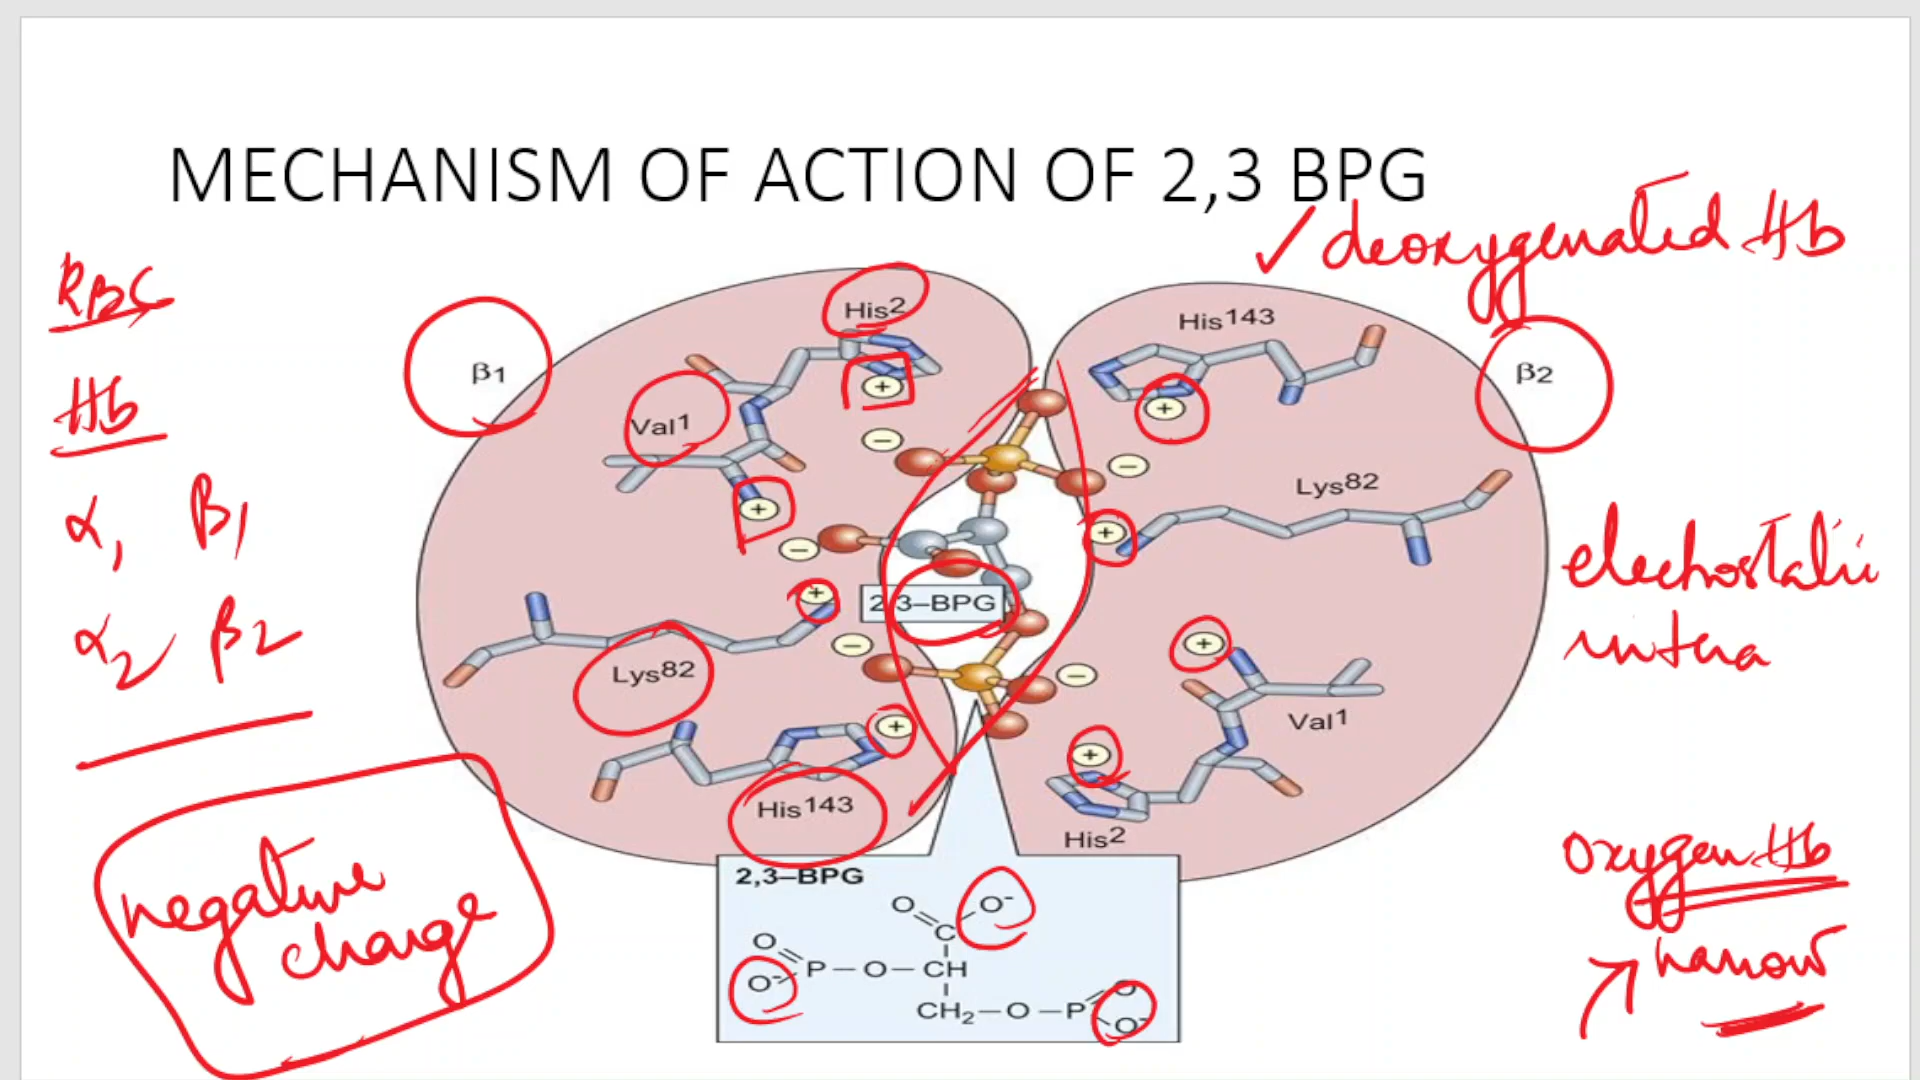 MECHANISM OF ACTION OF 2,3 BPG
✓ deoxygenated Hb
RBC
Hb
α1 β1
α2 β2
negative
charge
β1
His2
Val1
Lys82
His143
2,3–BPG
His143
β2
Lys82
Val1
His2
electrostatic
intera
oxygen Hb
narrow
2,3–BPG
O O-
C
O
O- P – O – CH
CH2 – O – P O
O-